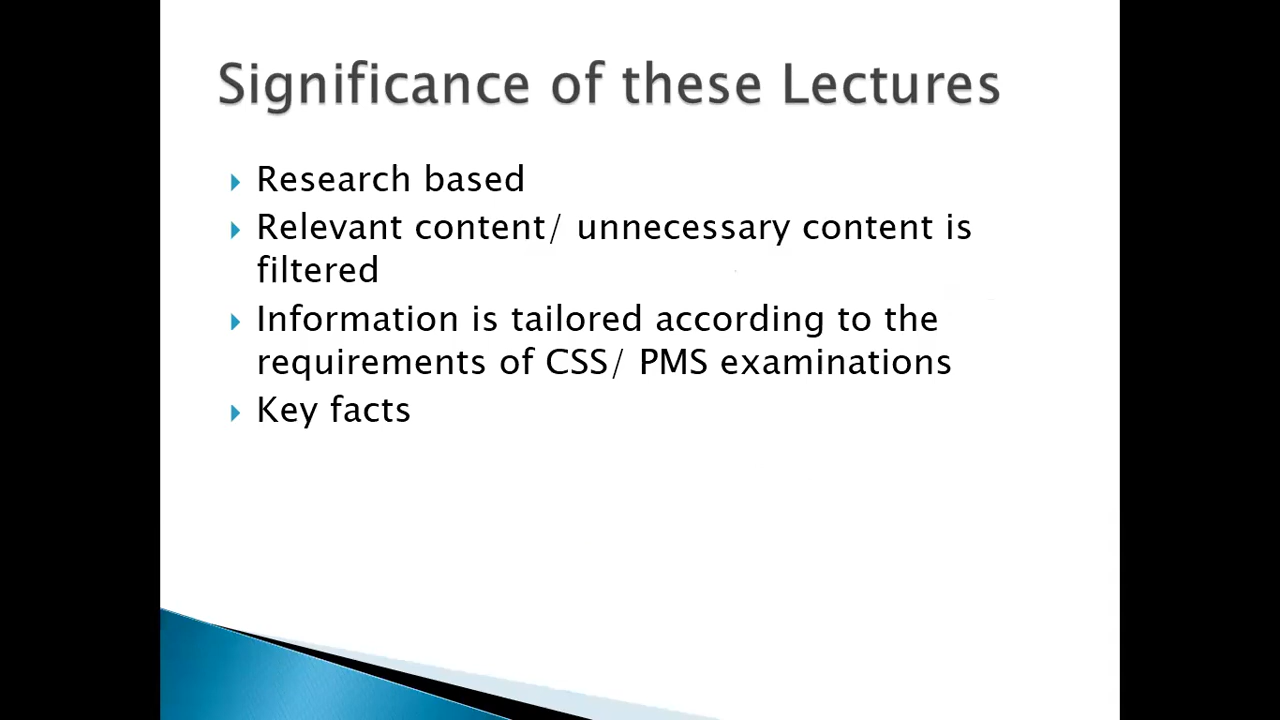 Significance of these Lectures
Research based
Relevant content/ unnecessary content is
filtered
Information is tailored according to the
requirements of CSS/ PMS examinations
Key facts